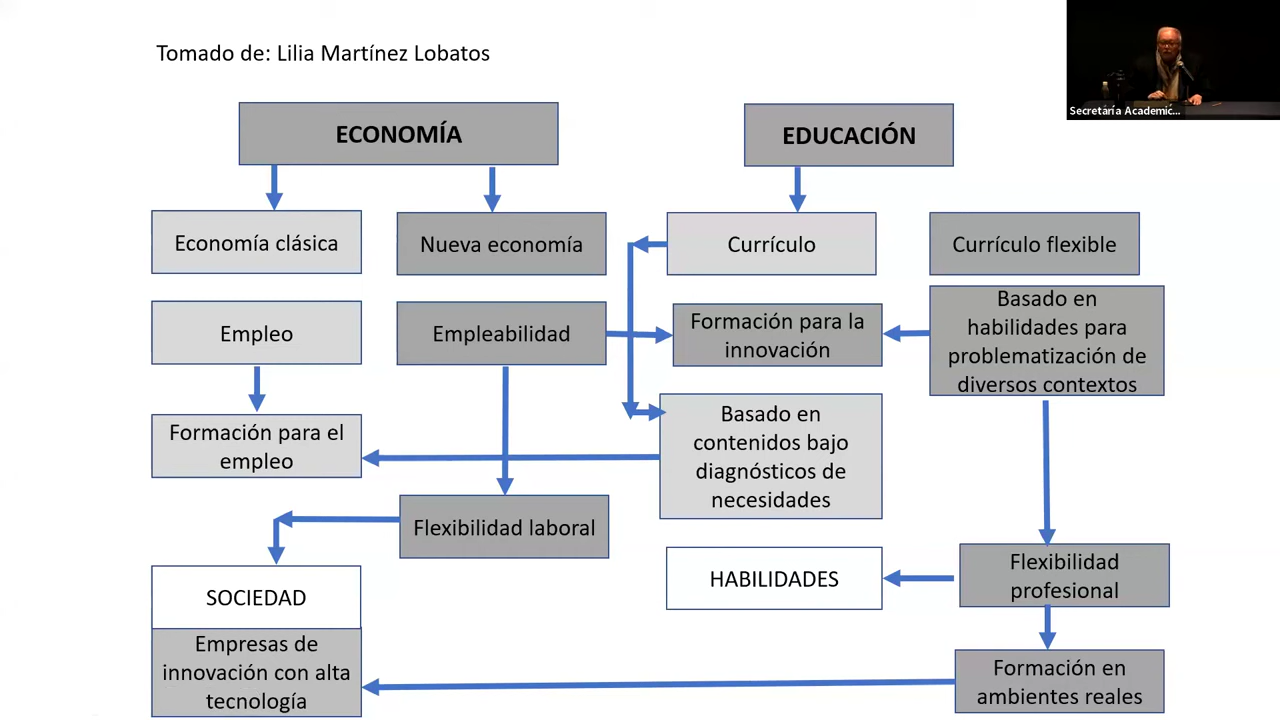 Tomado de: Lilia Martínez Lobatos
Secretaría Academic...
ECONOMÍA
EDUCACIÓN
Economía clásica
Nueva economía
Currículo
Currículo flexible
Empleo
Empleabilidad
Formación para la
innovación
Basado en
habilidades para
problematización de
diversos contextos
Formación para el
empleo
Basado en
contenidos bajo
diagnósticos de
necesidades
Flexibilidad laboral
SOCIEDAD
HABILIDADES
Flexibilidad
profesional
Empresas de
innovación con alta
tecnología
Formación en
ambientes reales